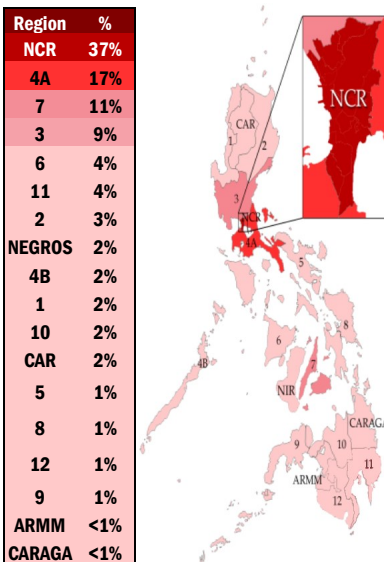 Region %
NCR 37%
4A 17%
7 11%
3 9%
6 4%
11 4%
2 3%
NEGROS 2%
4B 2%
1 2%
10 2%
CAR 2%
5 1%
8 1%
12 1%
9 1%
ARMM <1%
CARAGA <1%
NCR
CAR
1
2
3
NCR
4A
5
6
8
7
4B
NIR
CARAGA
9
10
ARMM
11
12